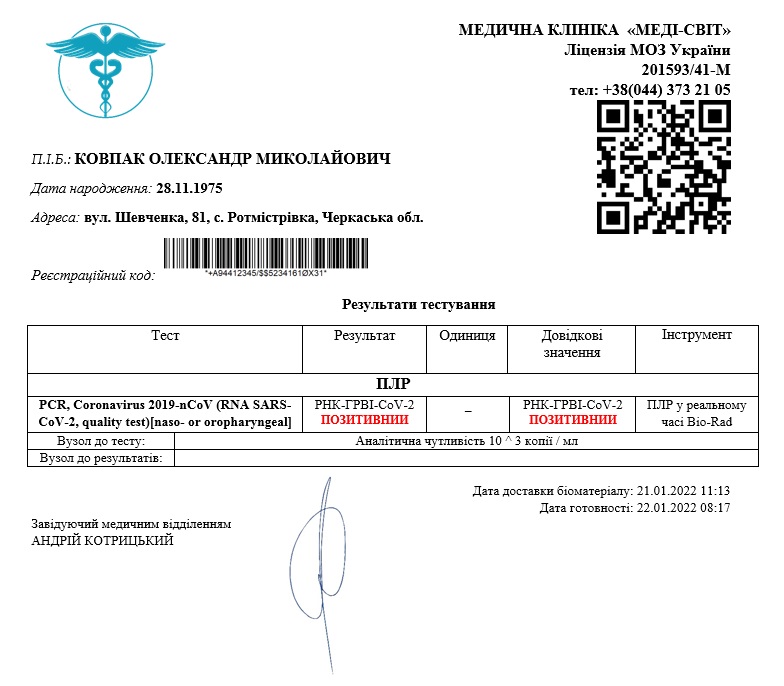 МЕДИЧНА КЛІНІКА «МЕДІ-СВІТ»
Ліцензія МОЗ України
201593/41-М
тел: +38(044) 373 21 05
П.І.Б.: КОВПАК ОЛЕКСАНДР МИКОЛАЙОВИЧ
Дата народження: 28.11.1975
Адреса: вул. Шевченка, 81, с. Ротмістрівка, Черкаська обл.
Реєстраційний код:
*+A94412345/$$52341610X31*
Результати тестування
Тест Результат Одиниця Довідкові значення Інструмент
ПЛР
PCR, Coronavirus 2019-nCoV (RNA SARS- РНК-ГРВІ-CoV-2 – РНК-ГРВІ-CoV-2 ПЛР у реальному
CoV-2, quality test)[naso- or oropharyngeal] ПОЗИТИВНИИ ПОЗИТИВНИИ часі Bio-Rad
Вузол до тесту: Аналітична чутливість 10 ^ 3 копії / мл
Вузол до результатів:
Дата доставки біоматеріалу: 21.01.2022 11:13
Дата готовності: 22.01.2022 08:17
Завідуючий медичним відділенням
АНДРІЙ КОТРИЦЬКИЙ